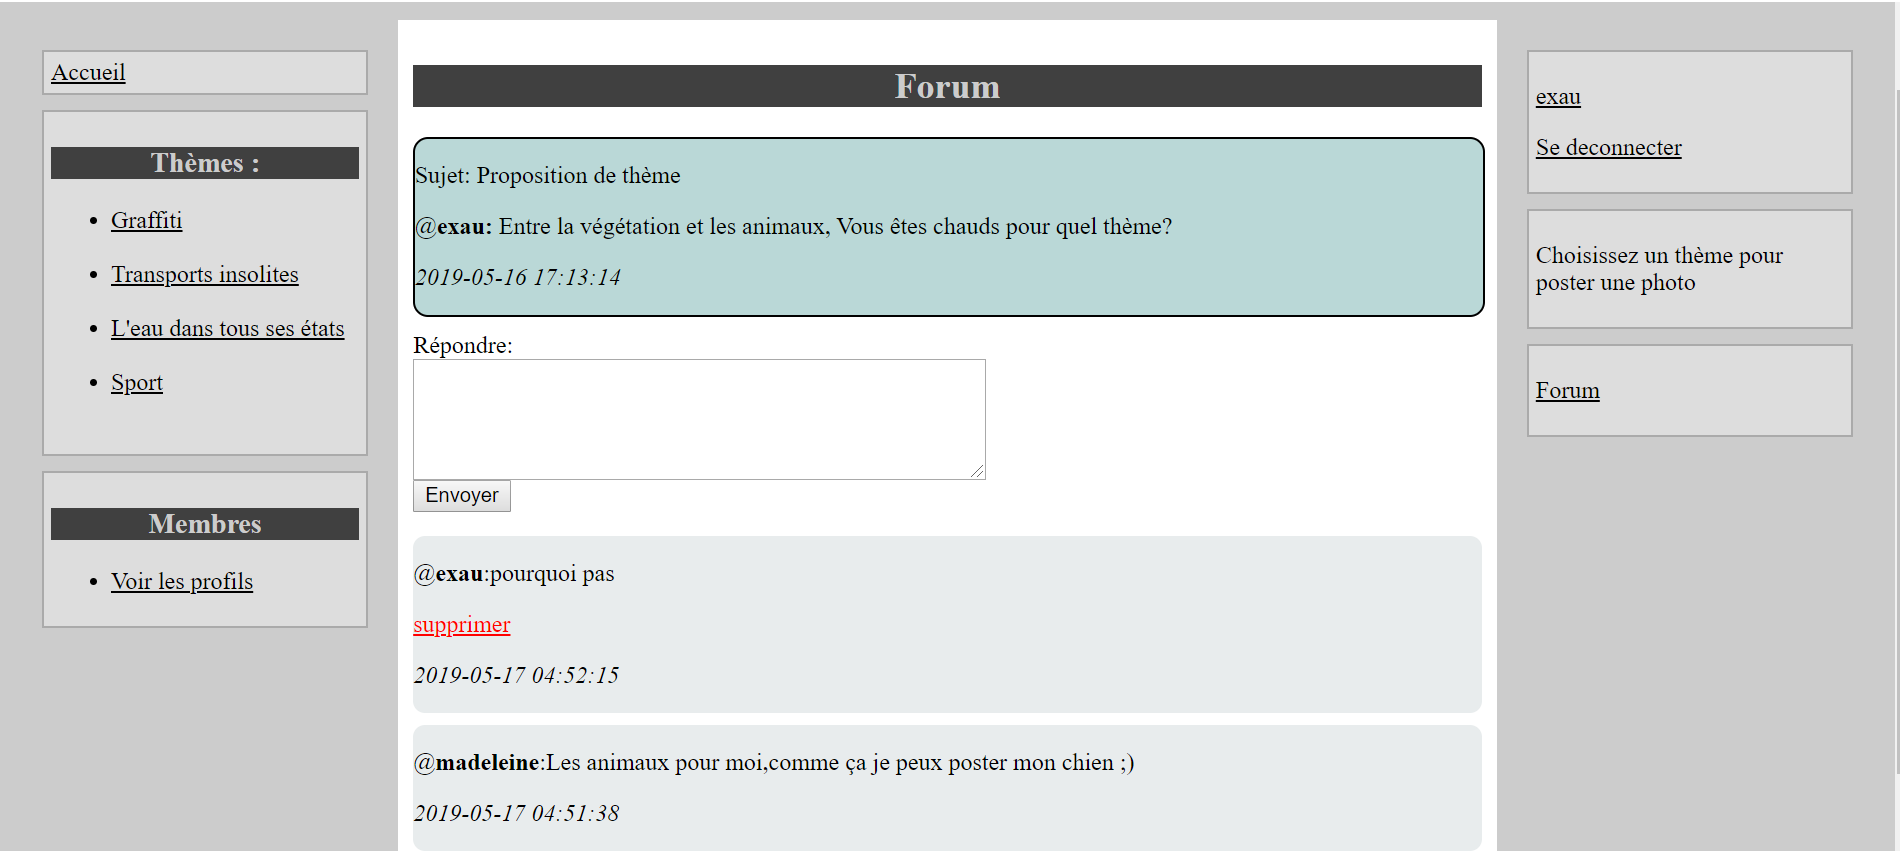 Accueil
Thèmes :
Graffiti
Transports insolites
L'eau dans tous ses états
Sport
Membres
Voir les profils
Forum
Sujet: Proposition de thème
@exau: Entre la végétation et les animaux, Vous êtes chauds pour quel thème?
2019-05-16 17:13:14
Répondre:
Envoyer
@exau:pourquoi pas
supprimer
2019-05-17 04:52:15
@madeleine:Les animaux pour moi,comme ça je peux poster mon chien ;)
2019-05-17 04:51:38
exau
Se deconnecter
Choisissez un thème pour
poster une photo
Forum